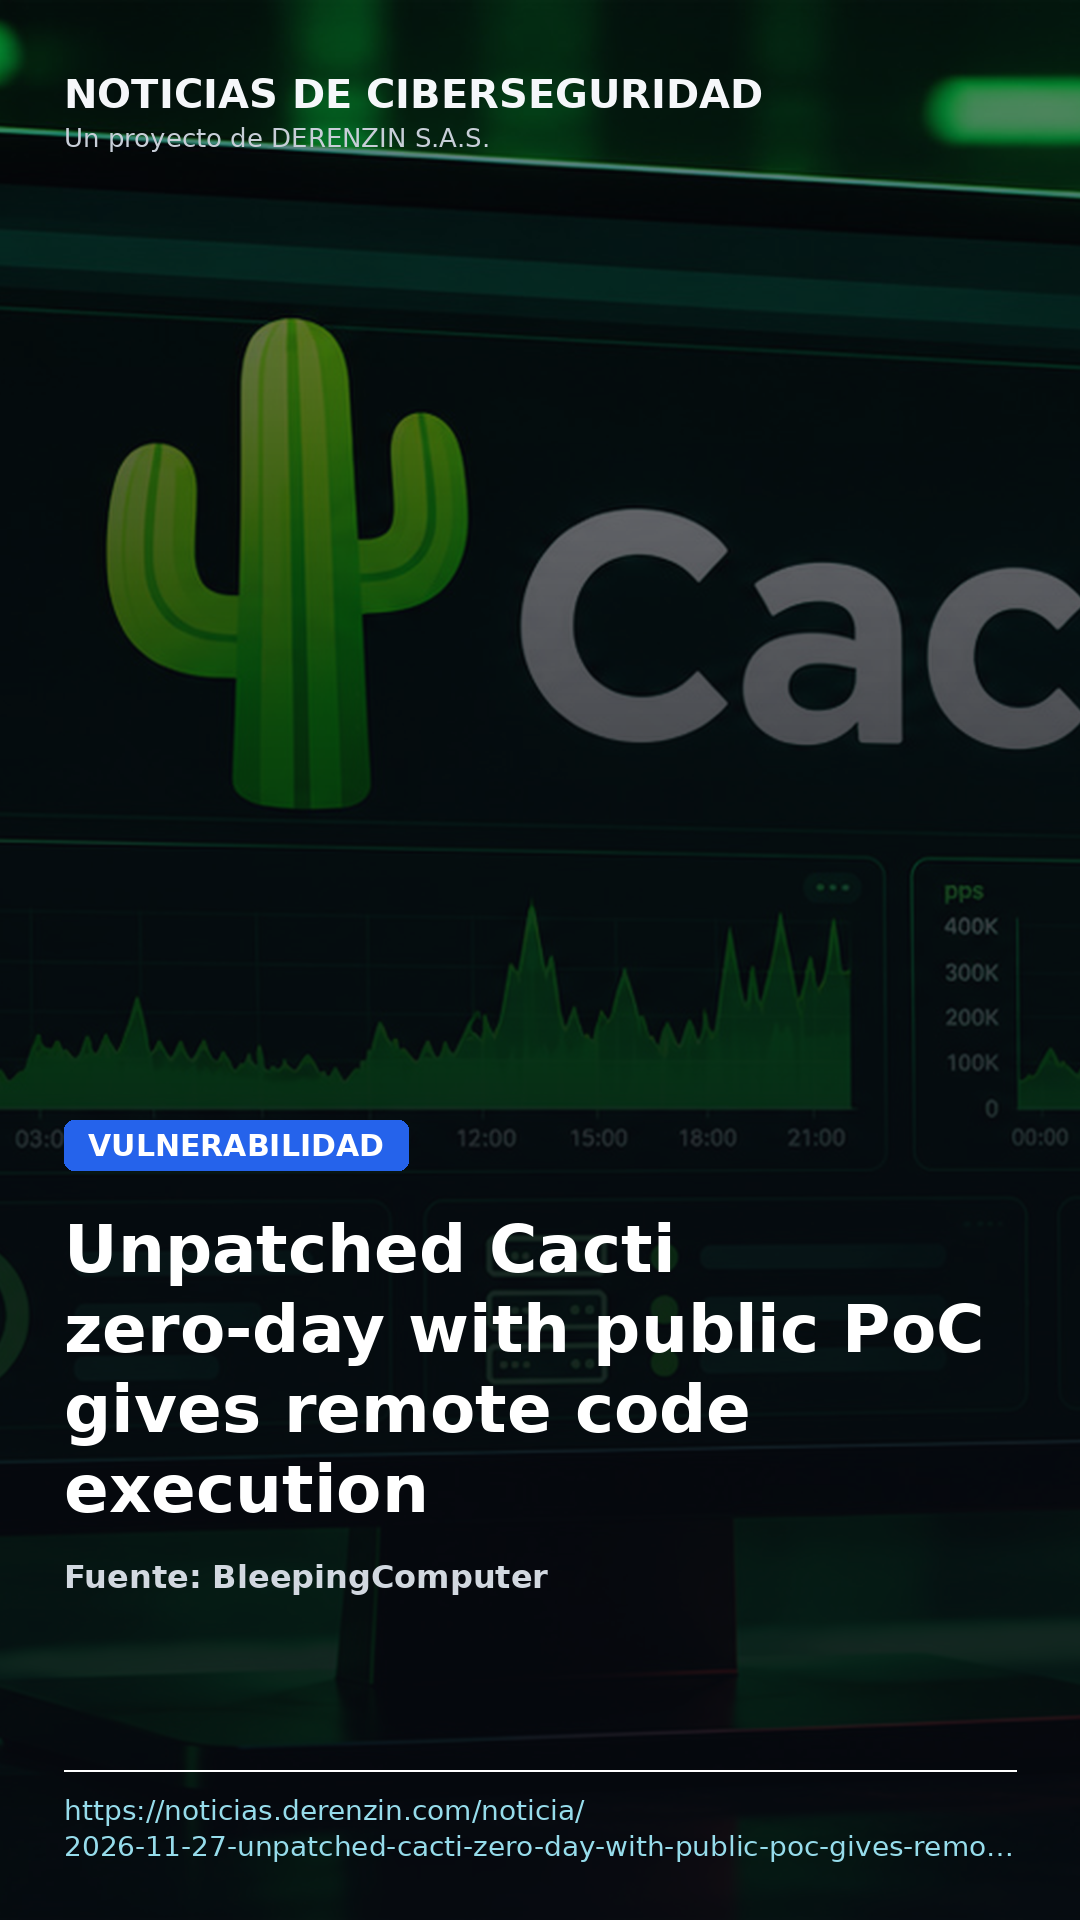 NOTICIAS DE CIBERSEGURIDAD
Un proyecto de DERENZIN S.A.S.
Cac
pps
400K
300K
200K
100K
0
03:0 12:00 15:00 18:00 21:00 00:00
VULNERABILIDAD
Unpatched Cacti
zero-day with public PoC
gives remote code
execution
Fuente: BleepingComputer
https://noticias.derenzin.com/noticia/
2026-11-27-unpatched-cacti-zero-day-with-public-poc-gives-remo...